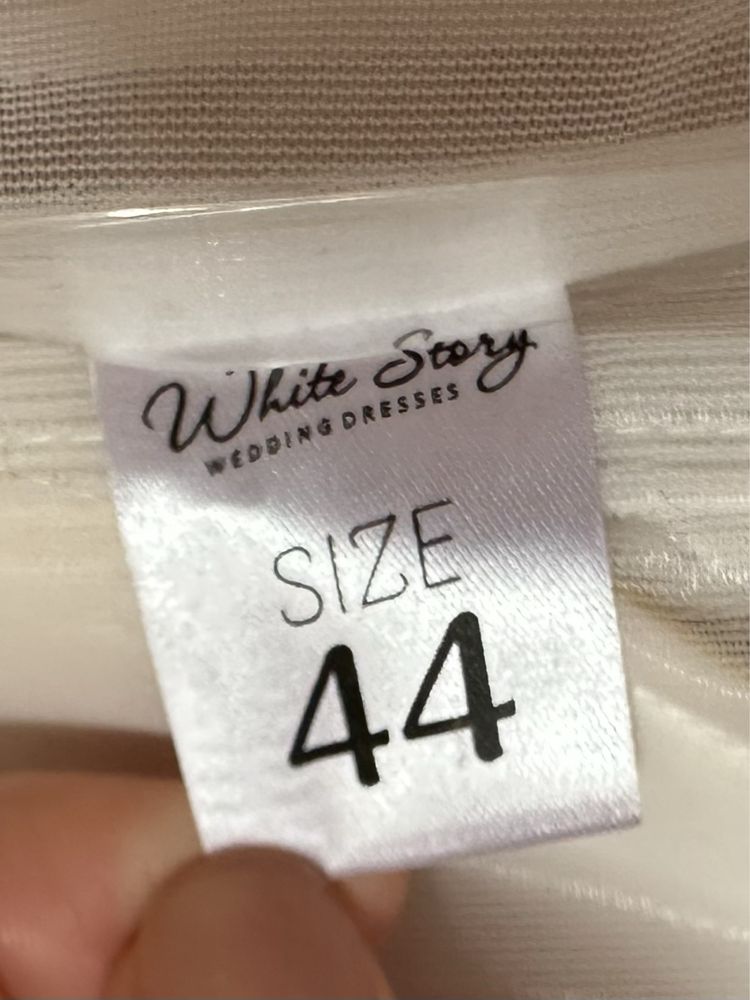 White Story
WEDDING DRESSES
SIZE
44